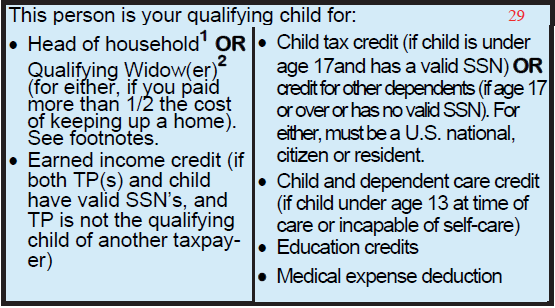 This person is your qualifying child for: 29
• Head of household1 OR
Qualifying Widow(er)2
(for either, if you paid
more than 1/2 the cost
of keeping up a home).
See footnotes.
• Earned income credit (if
both TP(s) and child
have valid SSN's, and
TP is not the qualifying
child of another taxpay-
er)
• Child tax credit (if child is under
age 17and has a valid SSN) OR
credit for other dependents (if age 17
or over or has no valid SSN). For
either, must be a U.S. national,
citizen or resident.
• Child and dependent care credit
(if child under age 13 at time of
care or incapable of self-care)
• Education credits
• Medical expense deduction